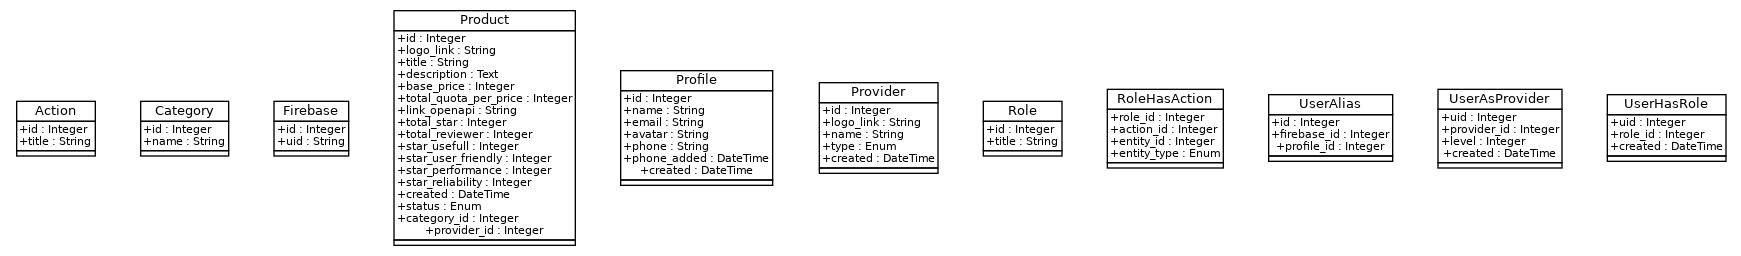 Action
+id : Integer
+title : String
Category
+id : Integer
+name : String
Firebase
+id : Integer
+uid : String
Product
+id : Integer
+logo_link : String
+title : String
+description : Text
+base_price : Integer
+total_quota_per_price : Integer
+link_openapi : String
+total_star : Integer
+total_reviewer : Integer
+star_usefull : Integer
+star_user_friendly : Integer
+star_performance : Integer
+star_reliability : Integer
+created : DateTime
+status : Enum
+category_id : Integer
+provider_id : Integer
Profile
+id : Integer
+name : String
+email : String
+avatar : String
+phone : String
+phone_added : DateTime
+created : DateTime
Provider
+id : Integer
+logo_link : String
+name : String
+type : Enum
+created : DateTime
Role
+id : Integer
+title : String
RoleHasAction
+role_id : Integer
+action_id : Integer
+entity_id : Integer
+entity_type : Enum
UserAlias
+id : Integer
+firebase_id : Integer
+profile_id : Integer
UserAsProvider
+uid : Integer
+provider_id : Integer
+level : Integer
+created : DateTime
UserHasRole
+uid : Integer
+role_id : Integer
+created : DateTime